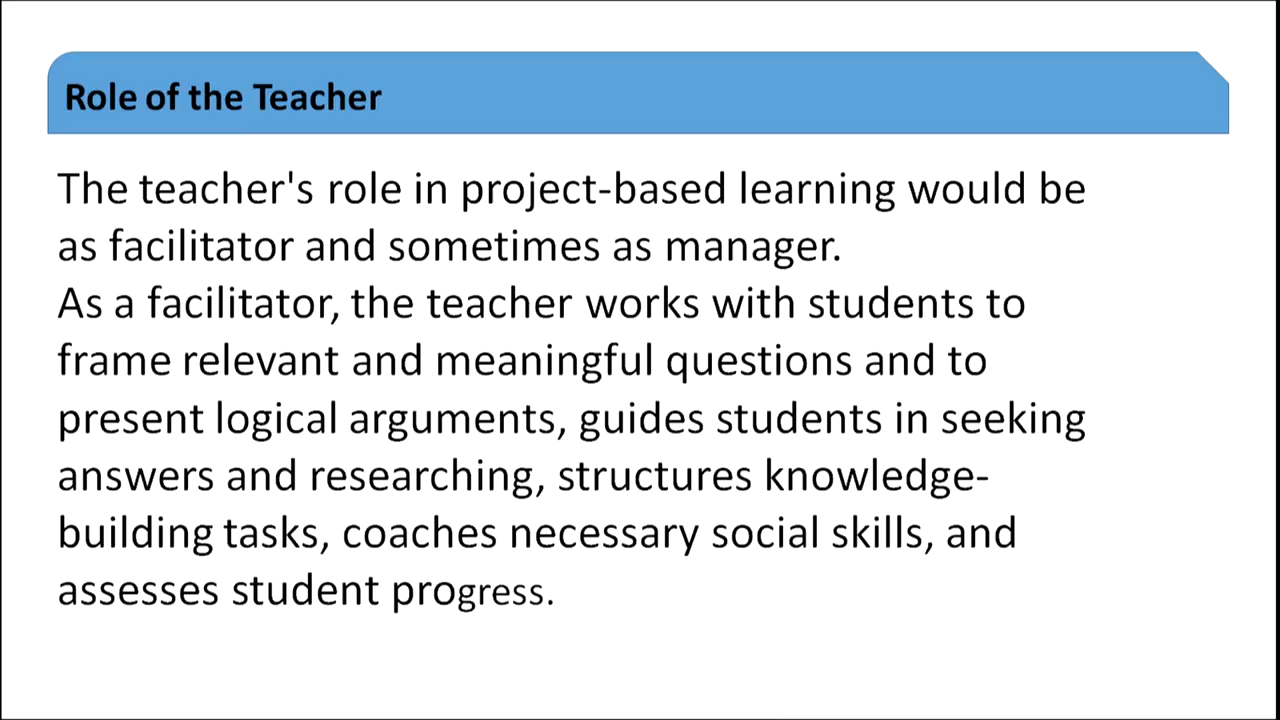 Role of the Teacher
The teacher's role in project-based learning would be
as facilitator and sometimes as manager.
As a facilitator, the teacher works with students to
frame relevant and meaningful questions and to
present logical arguments, guides students in seeking
answers and researching, structures knowledge-
building tasks, coaches necessary social skills, and
assesses student progress.